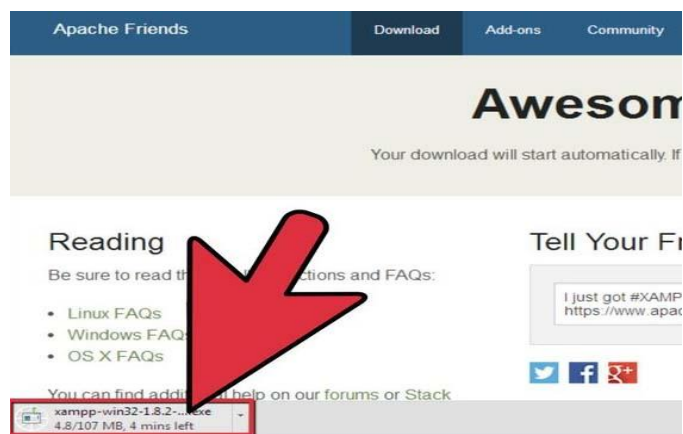 Apache Friends Download Add-ons Community
Awesom
Your download will start automatically. If
Reading
Be sure to read th ctions and FAQs:
• Linux FAQs
• Windows FAQ
• OS X FAQs
You can find addit l help on our forums or Stack
Tell Your Fr
I just got #XAMP
https://www.apac
xampp-win32-1.8.2-...exe
4.8/107 MB, 4 mins left